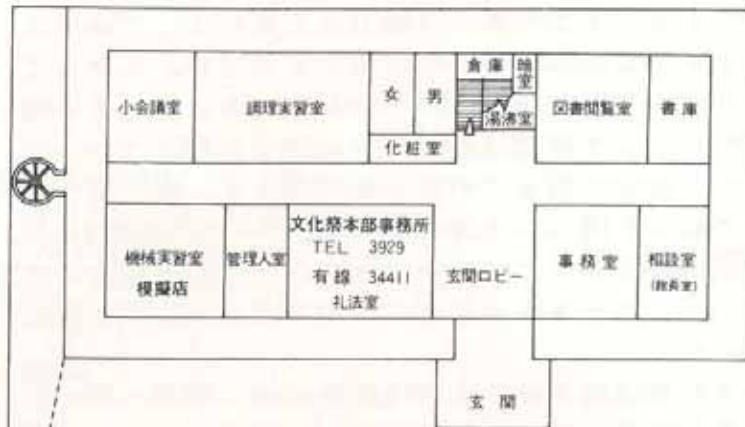 小会議室
調理実習室
女
男
化粧室
倉庫
暗室
湯沸室
図書閲覧室
書庫
機械実習室
模擬店
管理人室
文化祭本部事務所
TEL 3929
有線 34411
礼法室
玄関ロビー
事務室
相談室
(館長室)
玄関